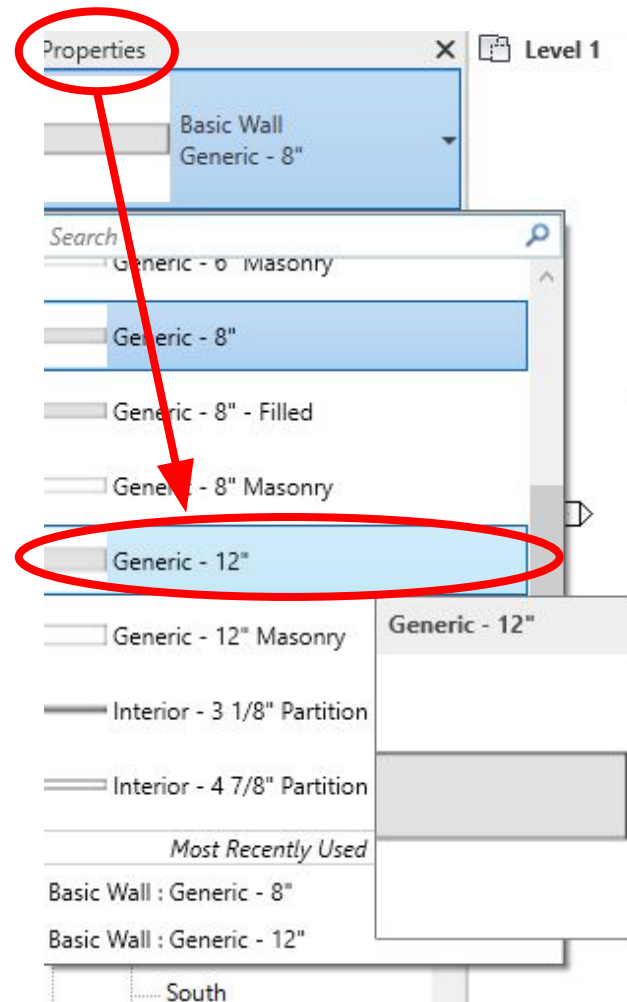 Properties
Level 1
Basic Wall
Generic - 8"
Search
Generic - 6" Masonry
Generic - 8"
Generic - 8" - Filled
Generic - 8" Masonry
Generic - 12"
Generic - 12"
Generic - 12" Masonry
Interior - 3 1/8" Partition
Interior - 4 7/8" Partition
Most Recently Used
Basic Wall : Generic - 8"
Basic Wall : Generic - 12"
South